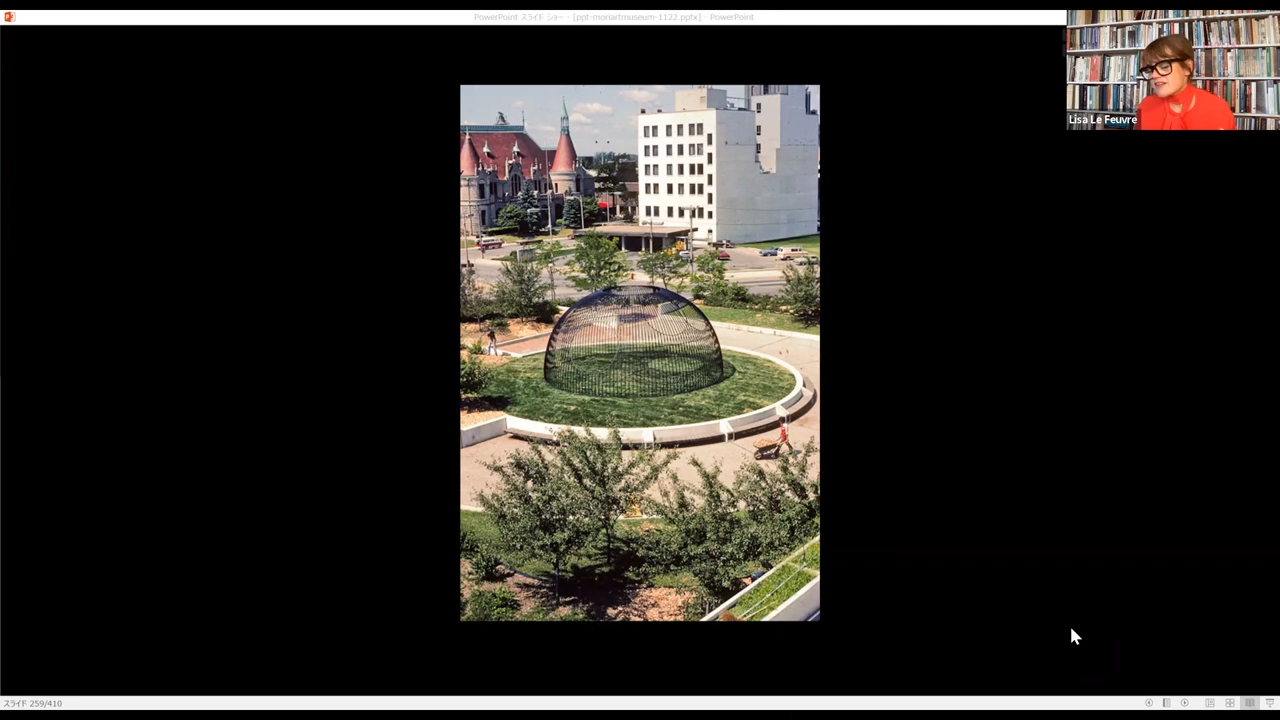 PowerPoint スライド ショー - [ppt-moriartmuseum-1122.pptx] - PowerPoint
Lisa Le Feuvre
スライド 259/410